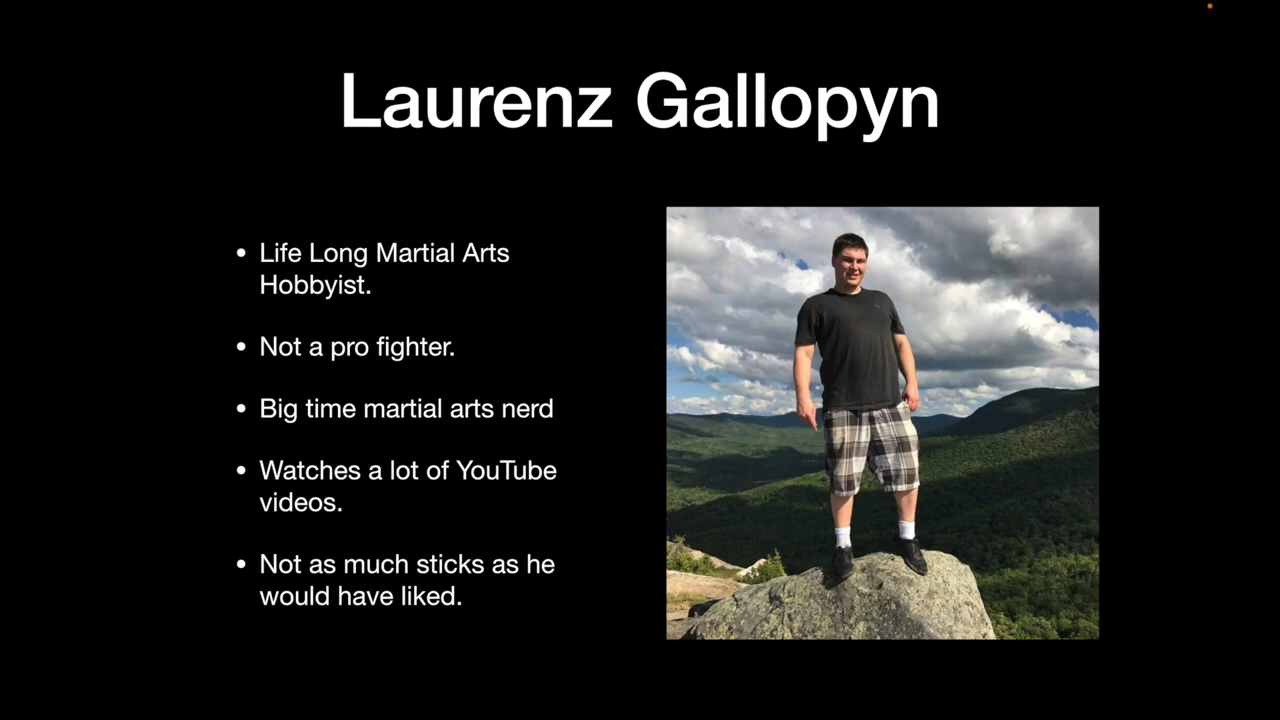 Laurenz Gallopyn
• Life Long Martial Arts
Hobbyist.
• Not a pro fighter.
• Big time martial arts nerd
• Watches a lot of YouTube
videos.
• Not as much sticks as he
would have liked.